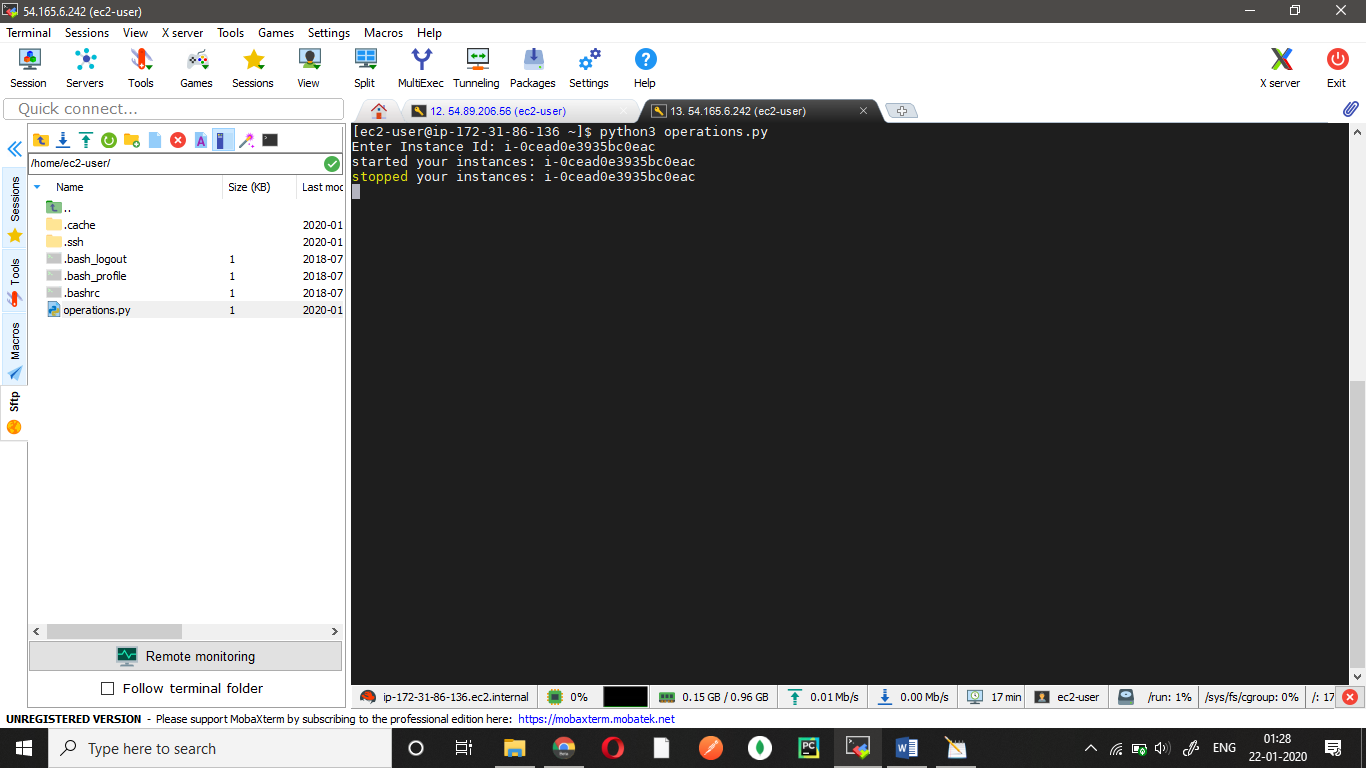 54.165.6.242 (ec2-user)
Terminal Sessions View X server Tools Games Settings Macros Help
Session Servers Tools Games Sessions View Split MultiExec Tunneling Packages Settings Help X server Exit
Quick connect...
12. 54.89.206.56 (ec2-user)
13. 54.165.6.242 (ec2-user)
/home/ec2-user/
Name Size (KB) Last mod
..
.cache 2020-01
.ssh 2020-01
.bash_logout 1 2018-07
.bash_profile 1 2018-07
.bashrc 1 2018-07
operations.py 1 2020-01
Sessions
Tools
Macros
Sftp
[ec2-user@ip-172-31-86-136 ~]$ python3 operations.py
Enter Instance Id: i-0cead0e3935bc0eac
started your instances: i-0cead0e3935bc0eac
stopped your instances: i-0cead0e3935bc0eac
Remote monitoring
Follow terminal folder
ip-172-31-86-136.ec2.internal 0% 0.15 GB / 0.96 GB 0.01 Mb/s 0.00 Mb/s 17 min ec2-user /run: 1% /sys/fs/cgroup: 0% /: 17
UNREGISTERED VERSION - Please support MobaXterm by subscribing to the professional edition here: https://mobaxterm.mobatek.net
Type here to search
PC
ENG
01:28
22-01-2020